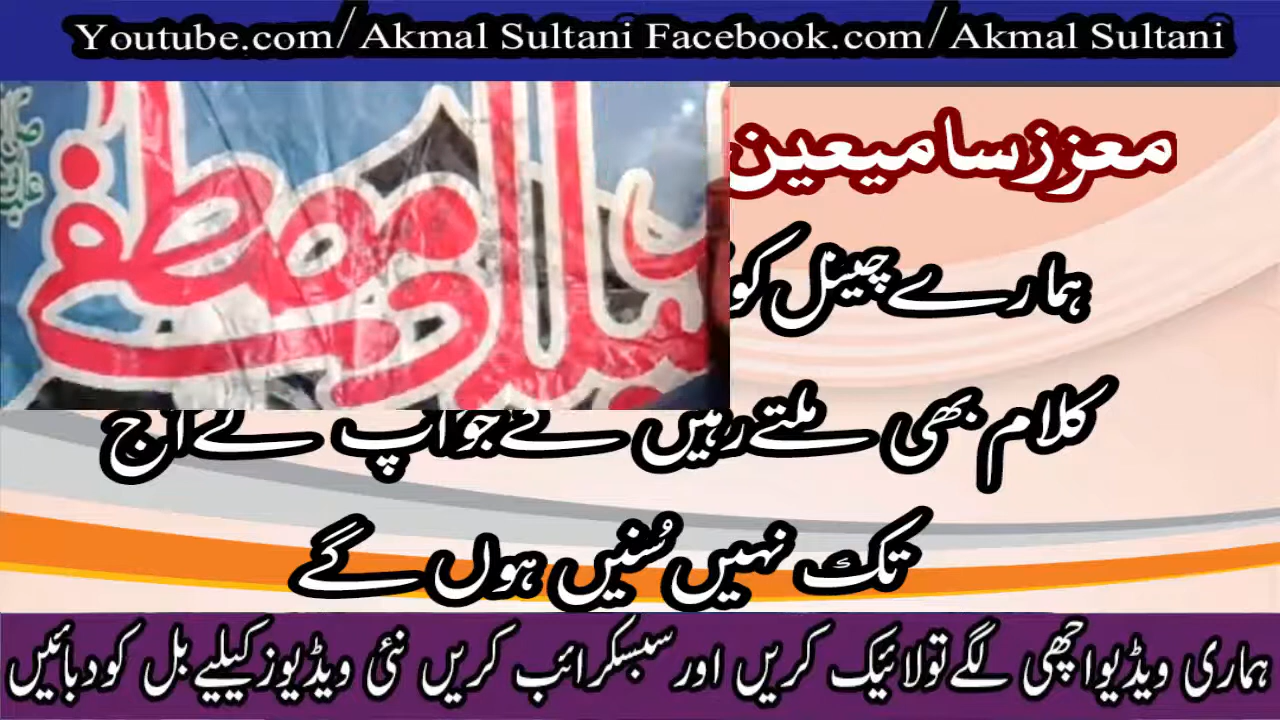 Youtube.com/Akmal Sultani Facebook.com/Akmal Sultani
معزز سامیعین
ہمارے چینل کو
کلام بھی ملتے رہیں گے جو آپ نے آج
تک نہیں سُنیں ہوں گے
ہماری ویڈیو اچھی لگے تو لائیک کریں اور سبسکرائب کریں نئی ویڈیوز کیلیے بل کو دبائیں